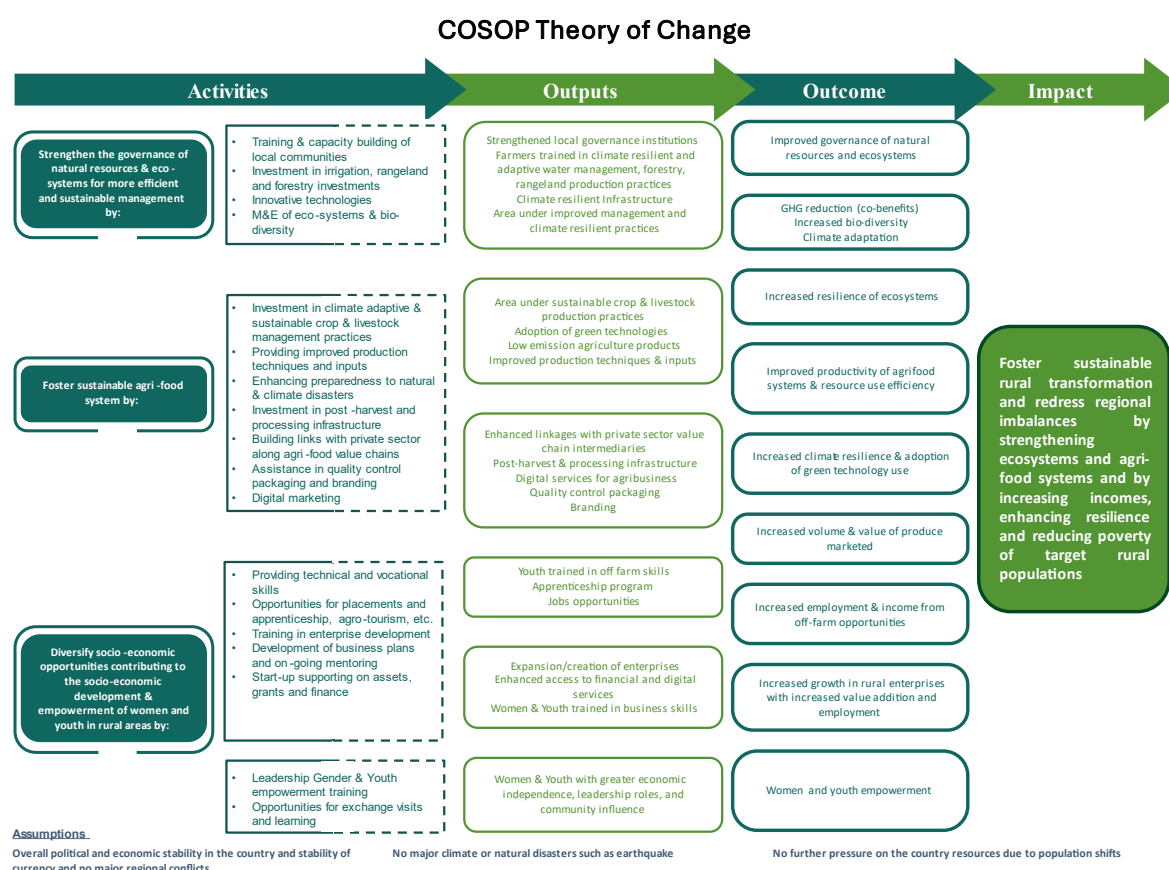 COSOP Theory of Change
Activities
Outputs
Outcome
Impact
Strengthen the governance of
natural resources & eco -
systems for more efficient
and sustainable management
by:
• Training & capacity building of
local communities
• Investment in irrigation, rangeland
and forestry investments
• Innovative technologies
• M&E of eco-systems & bio-
diversity
Strengthened local governance institutions
Farmers trained in climate resilient and
adaptive water management, forestry,
rangeland production practices
Climate resilient Infrastructure
Area under improved management and
climate resilient practices
Improved governance of natural
resources and ecosystems
GHG reduction (co-benefits)
Increased bio-diversity
Climate adaptation
Foster sustainable agri -food
system by:
• Investment in climate adaptive &
sustainable crop & livestock
management practices
• Providing improved production
techniques and inputs
• Enhancing preparedness to natural
& climate disasters
• Investment in post -harvest and
processing infrastructure
• Building links with private sector
along agri -food value chains
• Assistance in quality control
packaging and branding
• Digital marketing
Area under sustainable crop & livestock
production practices
Adoption of green technologies
Low emission agriculture products
Improved production techniques & inputs
Enhanced linkages with private sector value
chain intermediaries
Post-harvest & processing infrastructure
Digital services for agribusiness
Quality control packaging
Branding
Increased resilience of ecosystems
Improved productivity of agrifood
systems & resource use efficiency
Increased climate resilience & adoption
of green technology use
Increased volume & value of produce
marketed
Diversify socio -economic
opportunities contributing to
the socio-economic
development &
empowerment of women and
youth in rural areas by:
• Providing technical and vocational
skills
• Opportunities for placements and
apprenticeship, agro-tourism, etc.
• Training in enterprise development
• Development of business plans
and on -going mentoring
• Start-up supporting on assets,
grants and finance
• Leadership Gender & Youth
empowerment training
• Opportunities for exchange visits
and learning
Youth trained in off farm skills
Apprenticeship program
Jobs opportunities
Expansion/creation of enterprises
Enhanced access to financial and digital
services
Women & Youth trained in business skills
Women & Youth with greater economic
independence, leadership roles, and
community influence
Increased employment & income from
off-farm opportunities
Increased growth in rural enterprises
with increased value addition and
employment
Women and youth empowerment
Foster sustainable
rural transformation
and redress regional
imbalances by
strengthening
ecosystems and agri-
food systems and by
increasing incomes,
enhancing resilience
and reducing poverty
of target rural
populations
Assumptions
Overall political and economic stability in the country and stability of
currency and no major regional conflicts
No major climate or natural disasters such as earthquake
No further pressure on the country resources due to population shifts